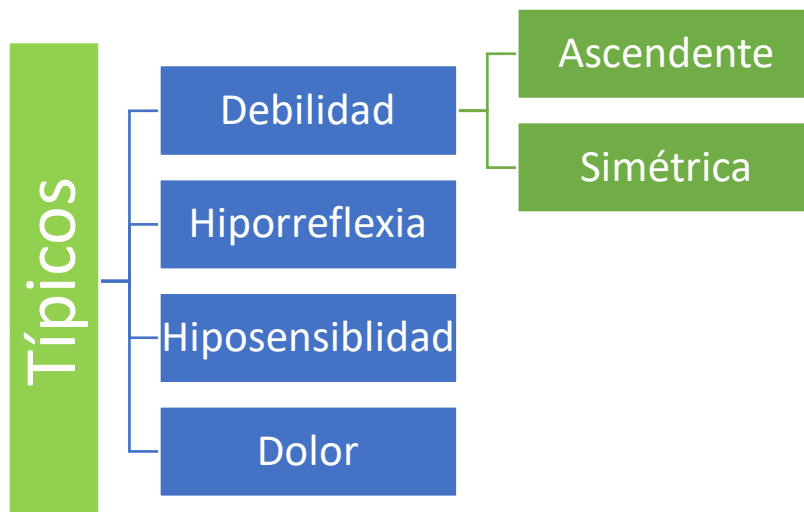 Típicos
Debilidad
Ascendente
Simétrica
Hiporreflexia
Hiposensiblidad
Dolor